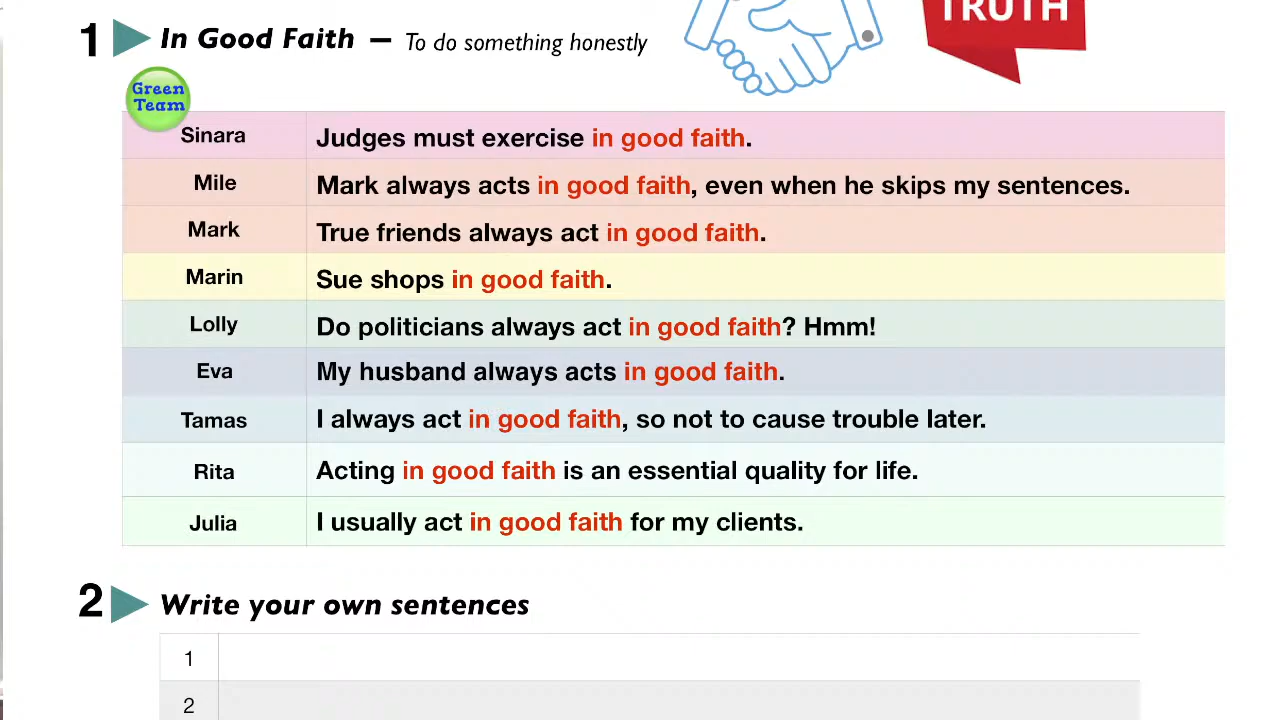 TRUTH
1 In Good Faith – To do something honestly
Green
Team
Sinara Judges must exercise in good faith.
Mile Mark always acts in good faith, even when he skips my sentences.
Mark True friends always act in good faith.
Marin Sue shops in good faith.
Lolly Do politicians always act in good faith? Hmm!
Eva My husband always acts in good faith.
Tamas I always act in good faith, so not to cause trouble later.
Rita Acting in good faith is an essential quality for life.
Julia I usually act in good faith for my clients.
2 Write your own sentences
1
2